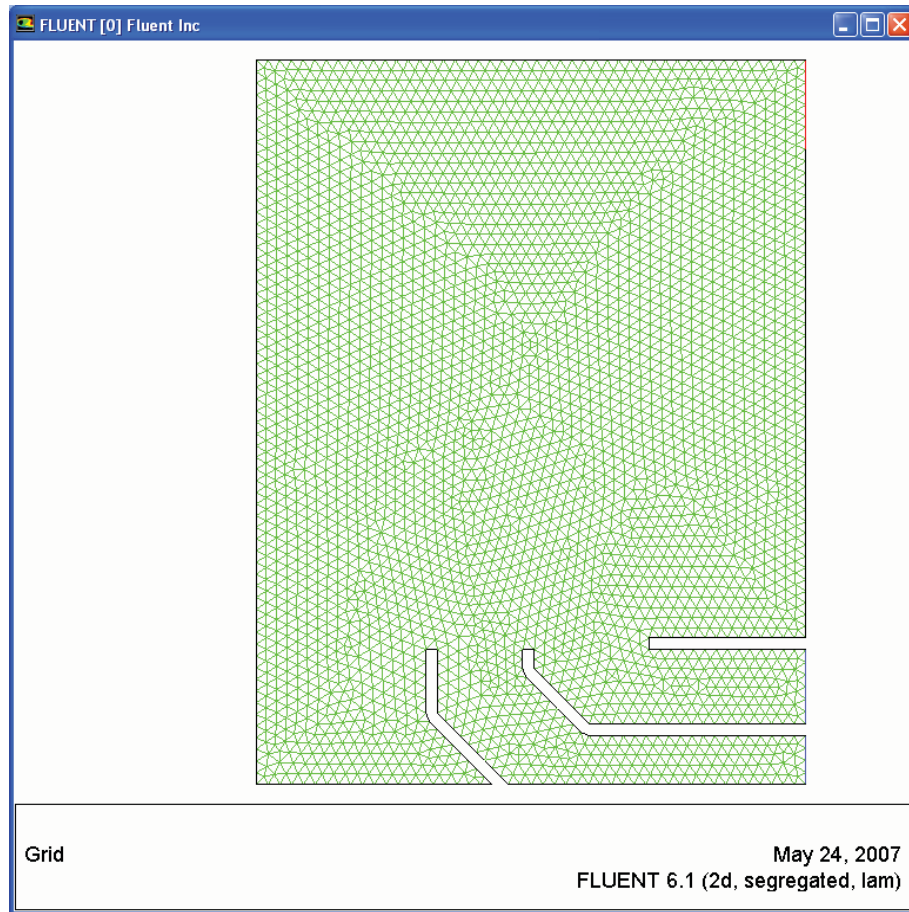 FLUENT [0] Fluent Inc
Grid
May 24, 2007
FLUENT 6.1 (2d, segregated, lam)